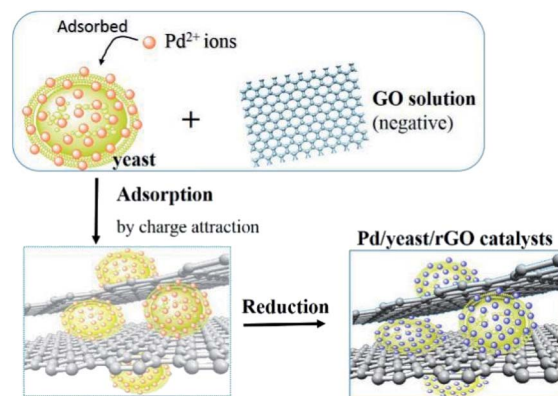 Adsorbed
Pd²⁺ ions
GO solution
(negative)
+
yeast
Adsorption
by charge attraction
Pd/yeast/rGO catalysts
Reduction